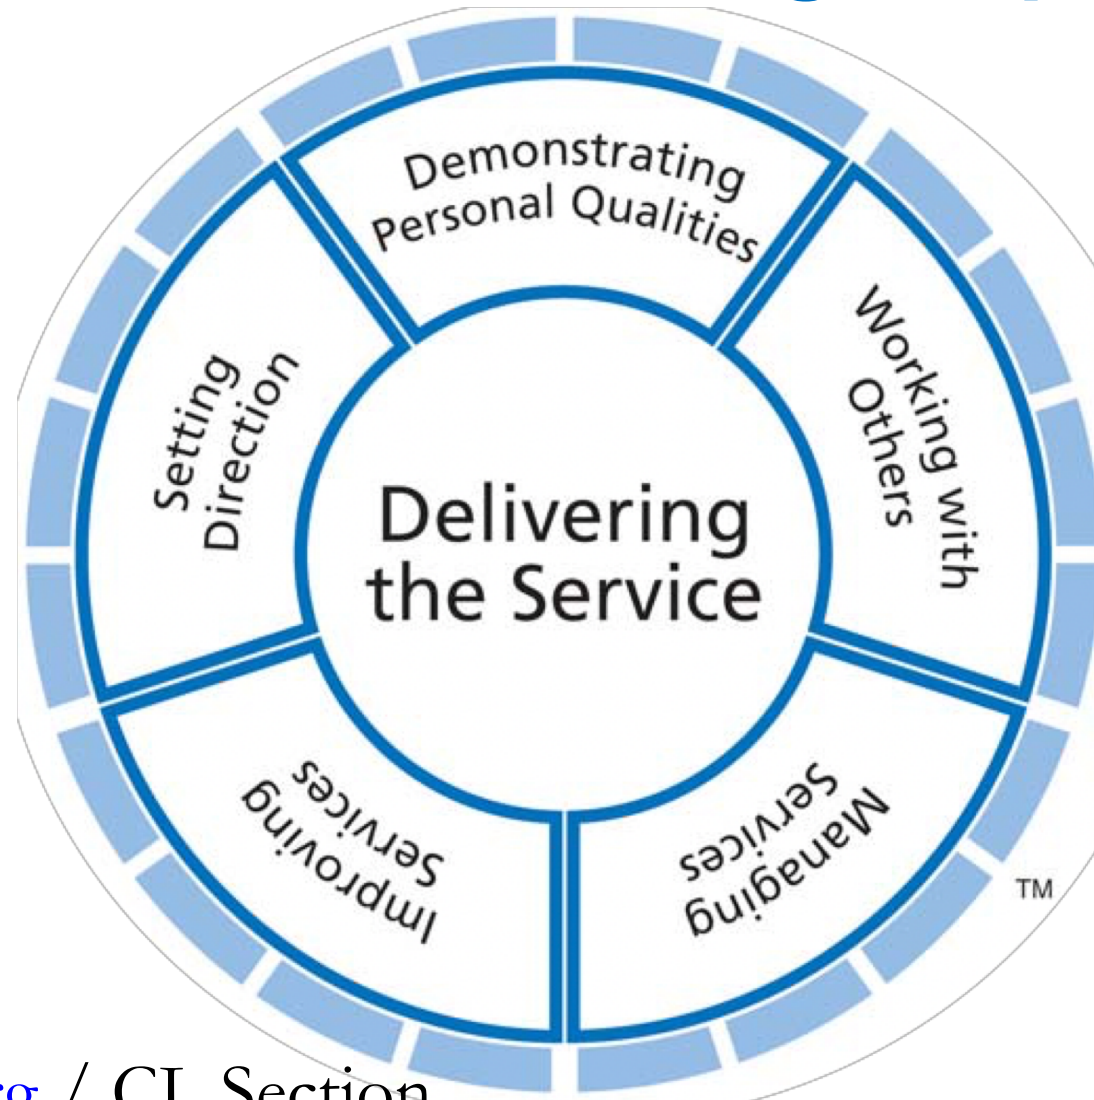 Demonstrating
Personal Qualities
Working with
Others
Managing
Services
Improving
Services
Setting
Direction
Delivering
the Service
TM
/ CL Section